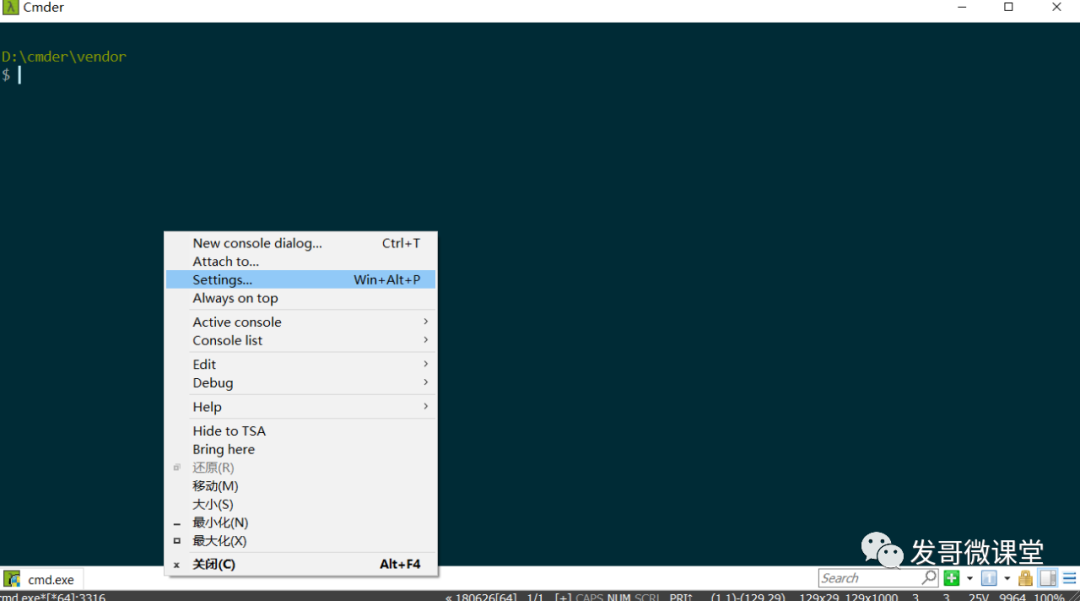 Cmder
D:\cmder\vendor
$
New console dialog... Ctrl+T
Attach to...
Settings... Win+Alt+P
Always on top
Active console
Console list
Edit
Debug
Help
Hide to TSA
Bring here
还原(R)
移动(M)
大小(S)
最小化(N)
最大化(X)
关闭(C) Alt+F4
发哥微课堂
cmd.exe Search
cmd.exe*[*64]:3316 « 180626[64] 1/1 [+] CAPS NUM SCRL PRI↑ (1,1)-(129,29) 129x29 129x1000 3 3 25V 9964 100%